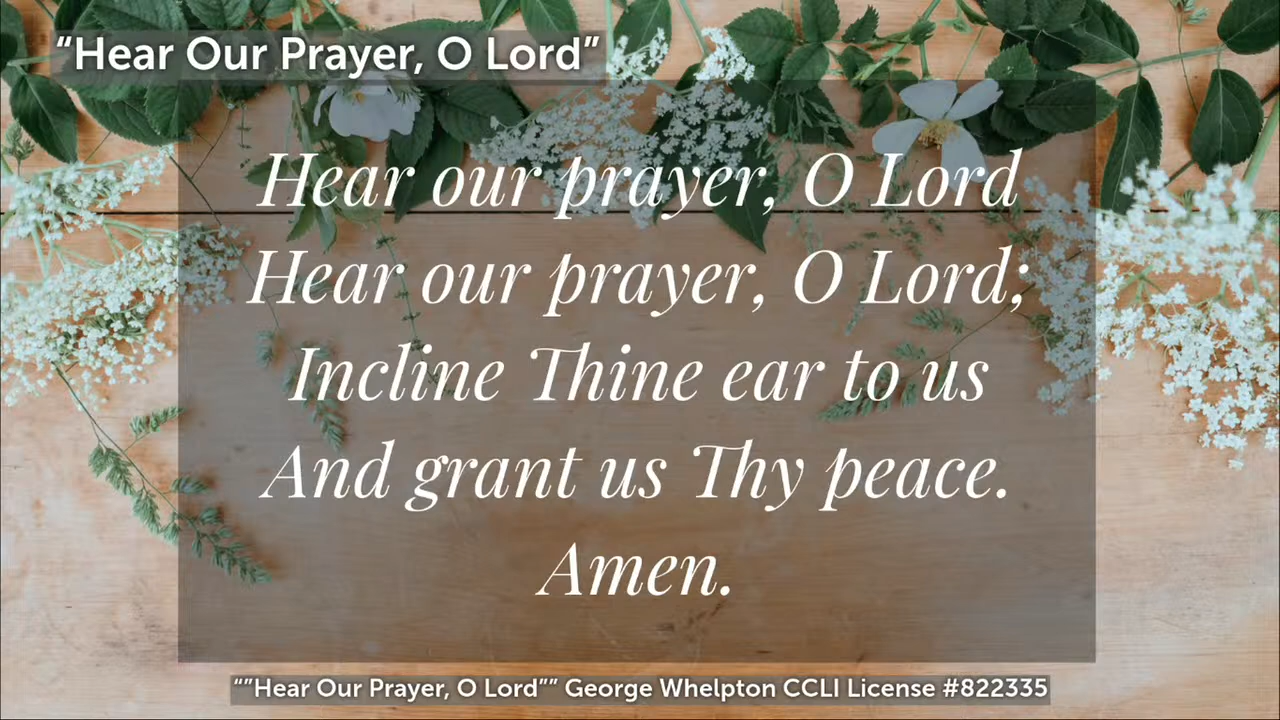 “Hear Our Prayer, O Lord”
Hear our prayer, O Lord
Hear our prayer, O Lord;
Incline Thine ear to us
And grant us Thy peace.
Amen.
“”Hear Our Prayer, O Lord”” George Whelpton CCLI License #822335